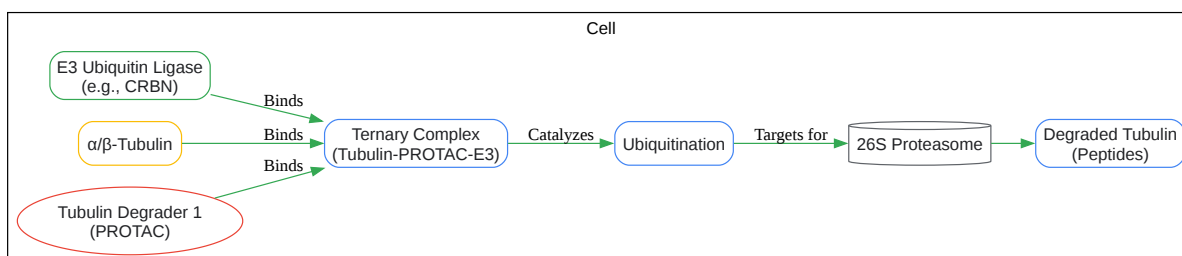 Cell
E3 Ubiquitin Ligase
(e.g., CRBN)
Binds
α/β-Tubulin
Binds
Tubulin Degrader 1
(PROTAC)
Binds
Ternary Complex
(Tubulin-PROTAC-E3)
Catalyzes
Ubiquitination
Targets for
26S Proteasome
Degraded Tubulin
(Peptides)